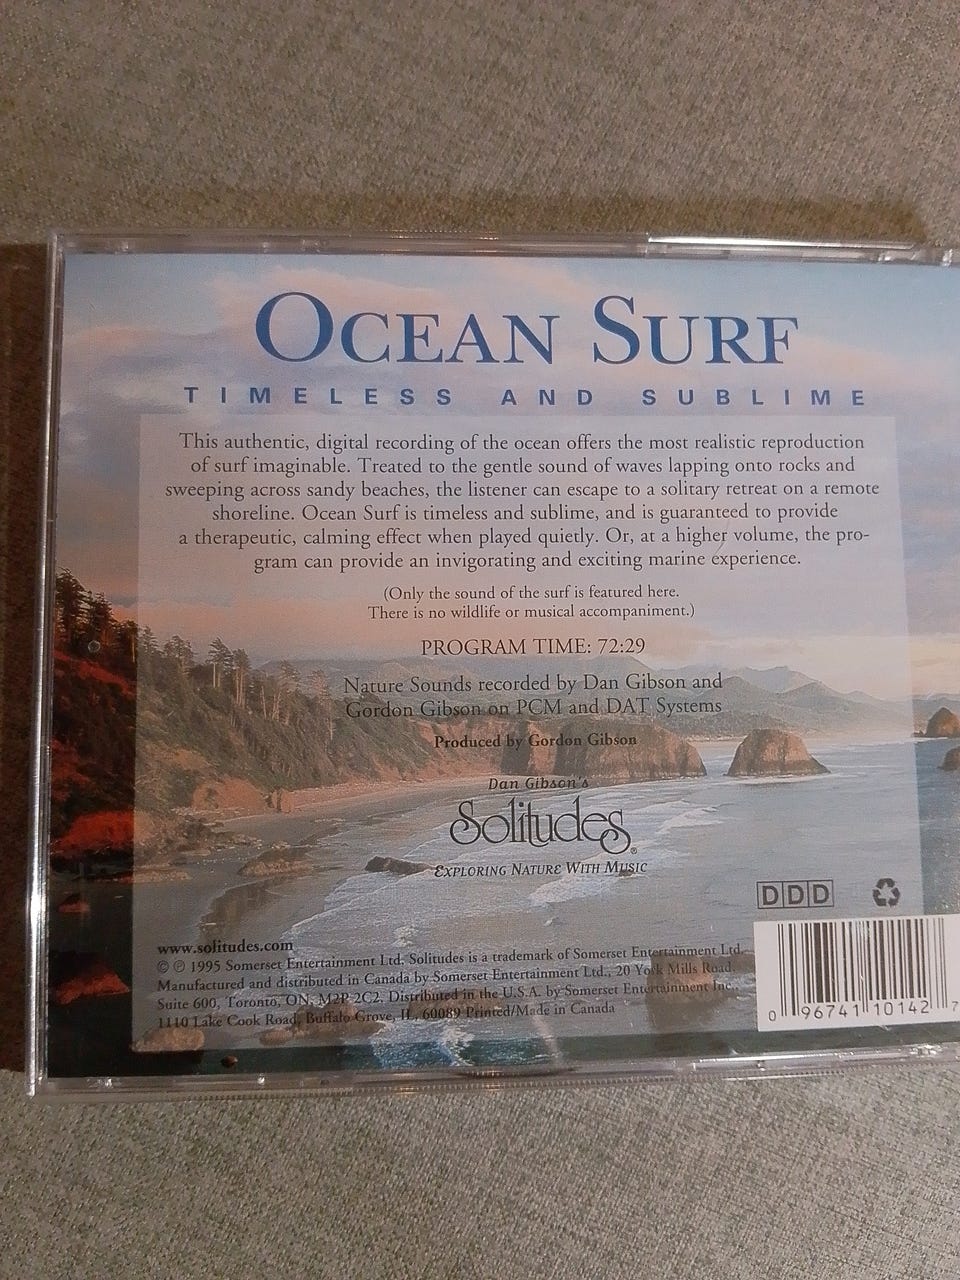 OCEAN SURF
TIMELESS AND SUBLIME
This authentic, digital recording of the ocean offers the most realistic reproduction
of surf imaginable. Treated to the gentle sound of waves lapping onto rocks and
sweeping across sandy beaches, the listener can escape to a solitary retreat on a remote
shoreline. Ocean Surf is timeless and sublime, and is guaranteed to provide
a therapeutic, calming effect when played quietly. Or, at a higher volume, the pro-
gram can provide an invigorating and exciting marine experience.
(Only the sound of the surf is featured here.
There is no wildlife or musical accompaniment.)
PROGRAM TIME: 72:29
Nature Sounds recorded by Dan Gibson and
Gordon Gibson on PCM and DAT Systems
Produced by Gordon Gibson
Dan Gibson's
Solitudes®
EXPLORING NATURE WITH MUSIC
DDD
www.solitudes.com
© ℗ 1995 Somerset Entertainment Ltd. Solitudes is a trademark of Somerset Entertainment Ltd.
Manufactured and distributed in Canada by Somerset Entertainment Ltd., 20 York Mills Road,
Suite 600, Toronto, ON, M2P 2C2. Distributed in the U.S.A. by Somerset Entertainment Inc.,
1110 Lake Cook Road, Buffalo Grove, IL, 60089 Printed/Made in Canada
0 96741 10142 7